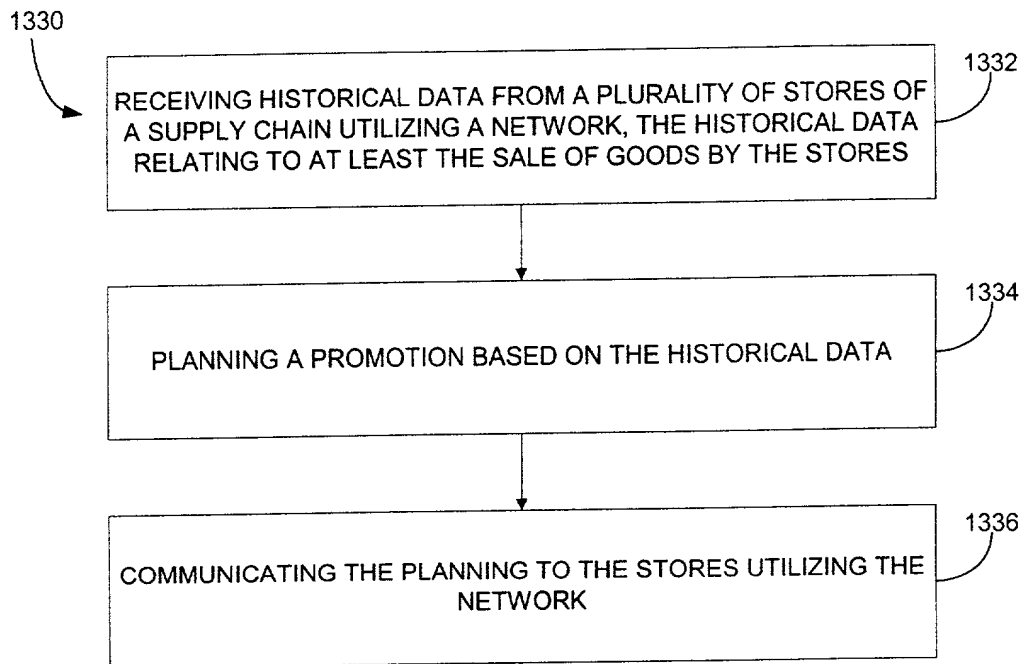 1330
1332
RECEIVING HISTORICAL DATA FROM A PLURALITY OF STORES OF
A SUPPLY CHAIN UTILIZING A NETWORK, THE HISTORICAL DATA
RELATING TO AT LEAST THE SALE OF GOODS BY THE STORES
1334
PLANNING A PROMOTION BASED ON THE HISTORICAL DATA
1336
COMMUNICATING THE PLANNING TO THE STORES UTILIZING THE
NETWORK